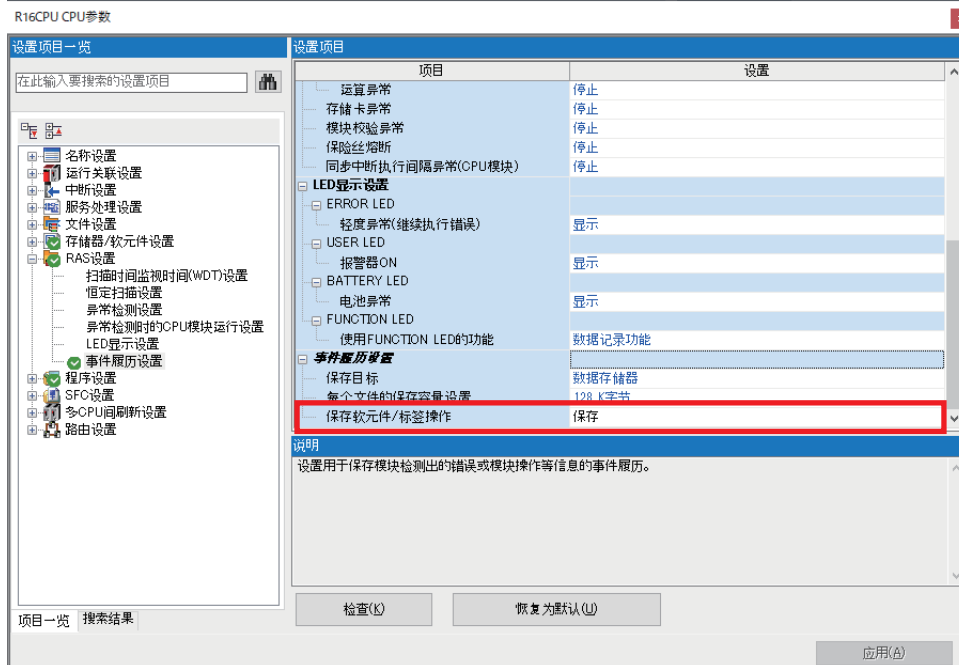 R16CPU CPU参数
设置项目一览
在此输入要搜索的设置项目
名称设置
运行关联设置
中断设置
服务处理设置
文件设置
存储器/软元件设置
RAS设置
扫描时间监视时间(WDT)设置
恒定扫描设置
异常检测设置
异常检测时的CPU模块运行设置
LED显示设置
事件履历设置
程序设置
SFC设置
多CPU间刷新设置
路由设置
项目一览 搜索结果
设置项目
项目 设置
运算异常 停止
存储卡异常 停止
模块校验异常 停止
保险丝熔断 停止
同步中断执行间隔异常(CPU模块) 停止
LED显示设置
ERROR LED
轻度异常(继续执行错误) 显示
USER LED
报警器ON 显示
BATTERY LED
电池异常 显示
FUNCTION LED
使用FUNCTION LED的功能 数据记录功能
事件履历设置
保存目标 数据存储器
每个文件的保存容量设置 128 K字节
保存软元件/标签操作 保存
说明
设置用于保存模块检测出的错误或模块操作等信息的事件履历。
检查(K) 恢复为默认(U)
应用(A)